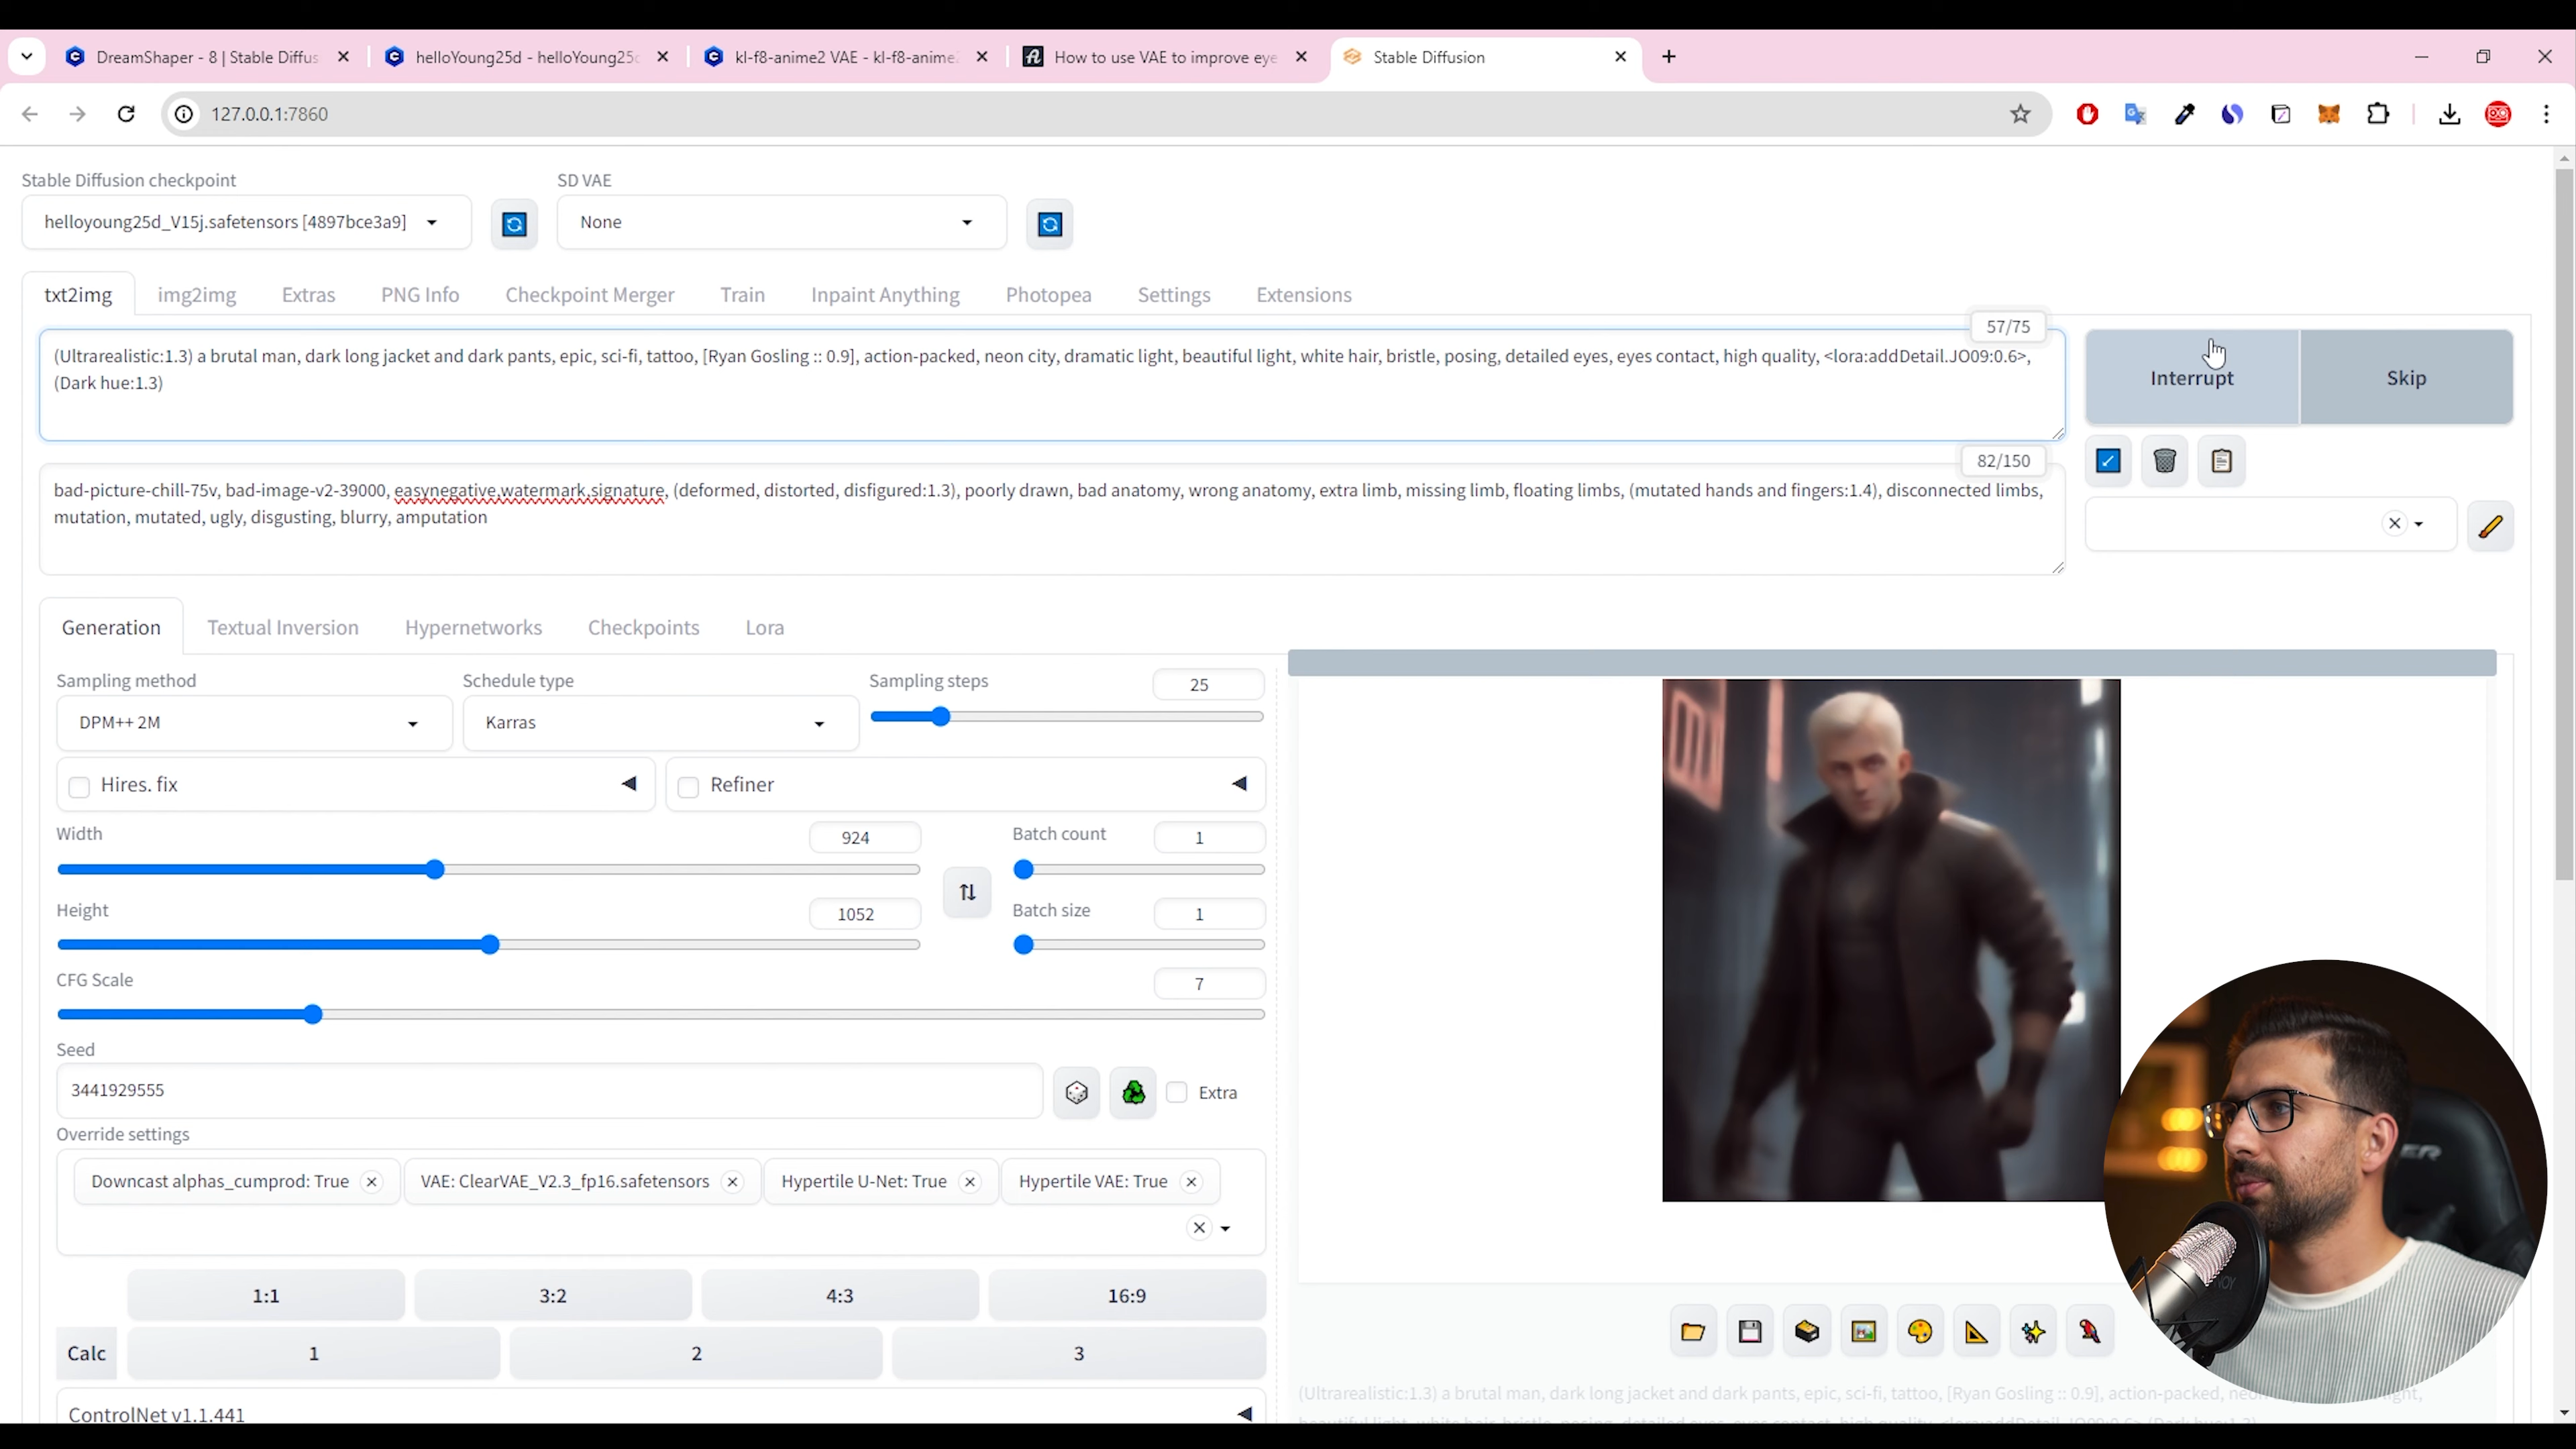 DreamShaper - 8 | Stable Diffus
helloYoung25d - helloYoung25d
kl-f8-anime2 VAE - kl-f8-anime2
How to use VAE to improve eye
Stable Diffusion
127.0.0.1:7860
Stable Diffusion checkpoint
SD VAE
helloyoung25d_V15j.safetensors [4897bce3a9]
None
txt2img
img2img
Extras
PNG Info
Checkpoint Merger
Train
Inpaint Anything
Photopea
Settings
Extensions
57/75
(Ultrarealistic:1.3) a brutal man, dark long jacket and dark pants, epic, sci-fi, tattoo, [Ryan Gosling :: 0.9], action-packed, neon city, dramatic light, beautiful light, white hair, bristle, posing, detailed eyes, eyes contact, high quality, <lora:addDetail.JO09:0.6>,
(Dark hue:1.3)
Interrupt
Skip
82/150
bad-picture-chill-75v, bad-image-v2-39000, easynegative,watermark,signature, (deformed, distorted, disfigured:1.3), poorly drawn, bad anatomy, wrong anatomy, extra limb, missing limb, floating limbs, (mutated hands and fingers:1.4), disconnected limbs,
mutation, mutated, ugly, disgusting, blurry, amputation
Generation
Textual Inversion
Hypernetworks
Checkpoints
Lora
Sampling method
Schedule type
Sampling steps
25
DPM++ 2M
Karras
Hires. fix
Refiner
Width
924
Batch count
1
Height
1052
Batch size
1
CFG Scale
7
Seed
3441929555
Extra
Override settings
Downcast alphas_cumprod: True
VAE: ClearVAE_V2.3_fp16.safetensors
Hypertile U-Net: True
Hypertile VAE: True
1:1
3:2
4:3
16:9
Calc
1
2
3
ControlNet v1.1.441
(Ultrarealistic:1.3) a brutal man, dark long jacket and dark pants, epic, sci-fi, tattoo, [Ryan Gosling :: 0.9], action-packed, neon light,